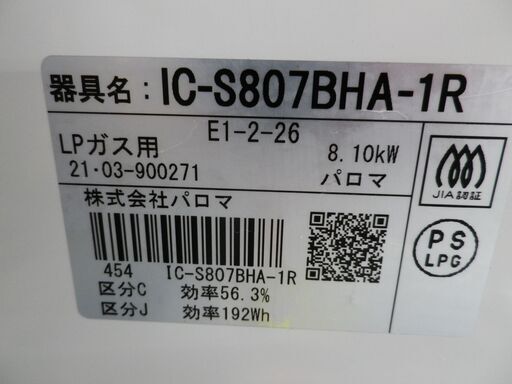 器具名：IC-S807BHA-1R
E1-2-26
LPガス用 8.10kW
21・03-900271 パロマ
株式会社パロマ
454 IC-S807BHA-1R
区分C 効率56.3%
区分J 効率192Wh
JIA認証
PS
LPG